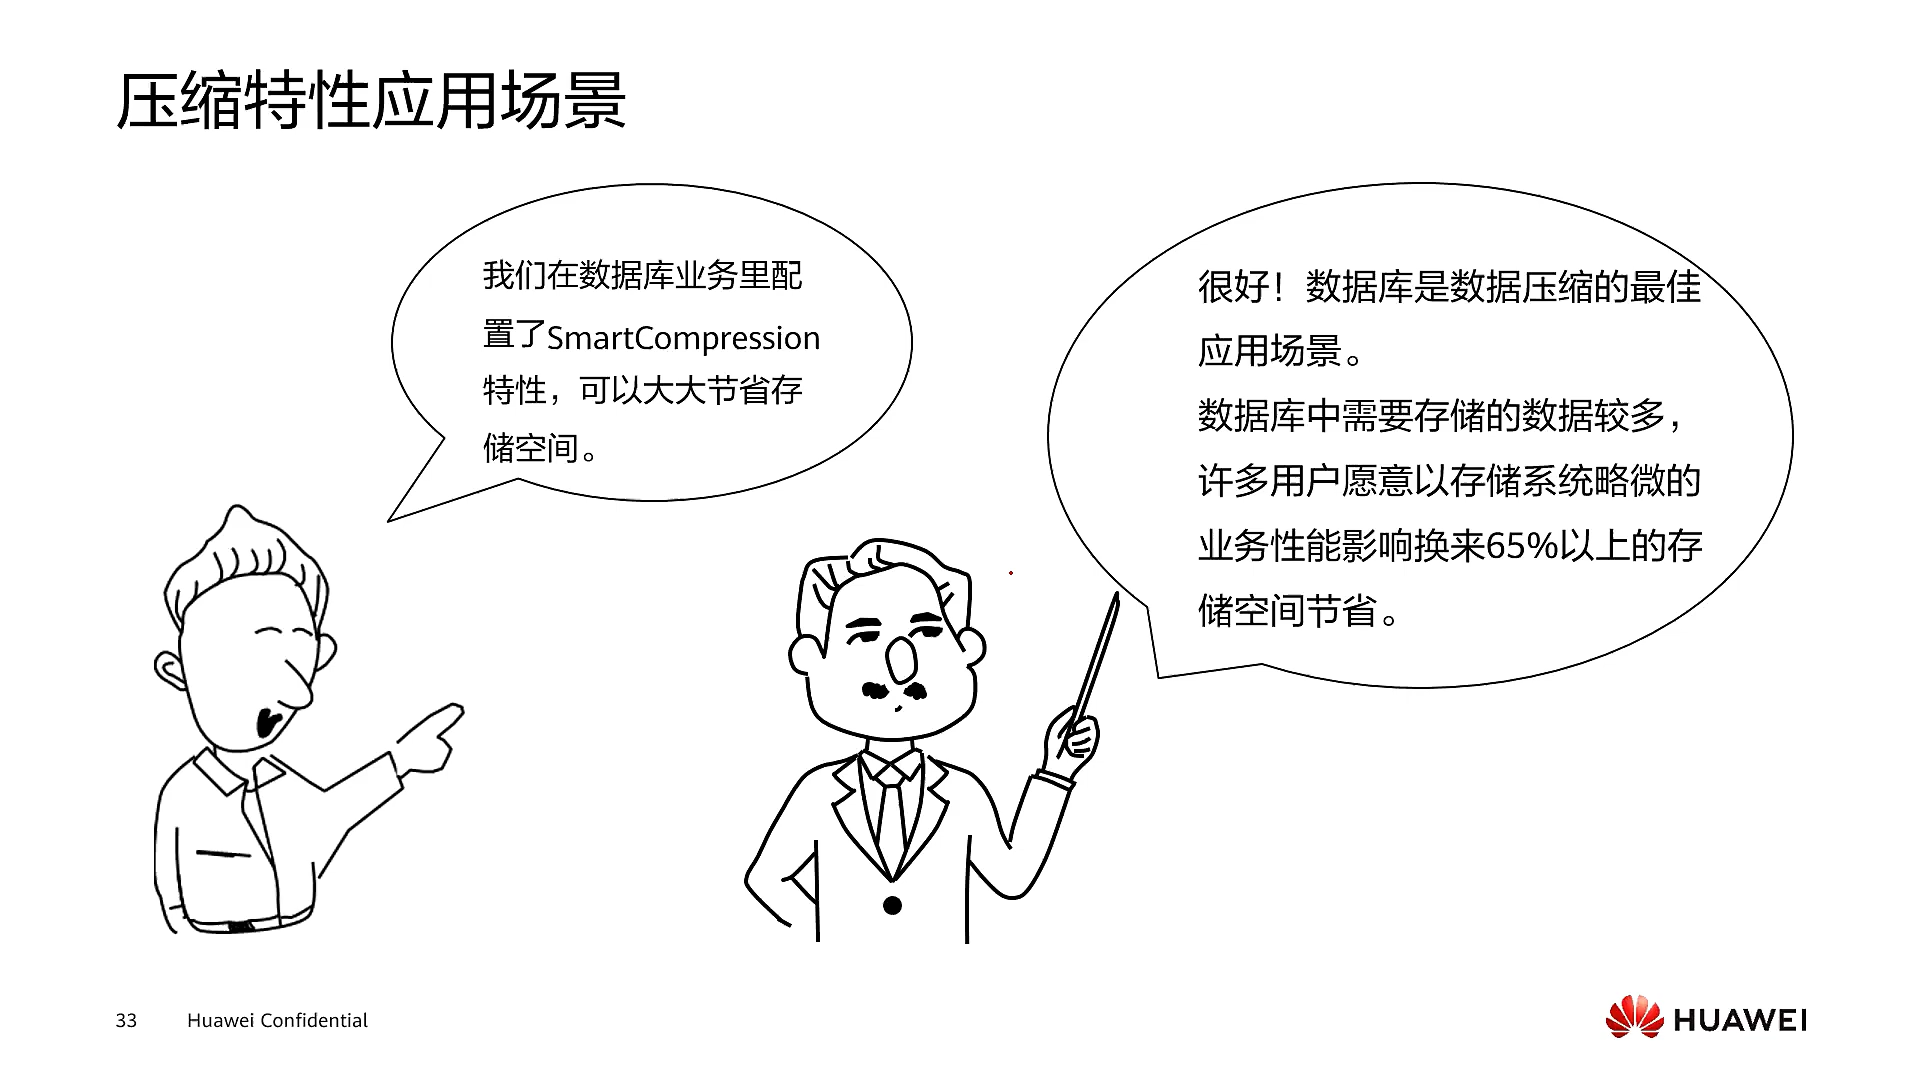 压缩特性应用场景
我们在数据库业务里配
置了SmartCompression
特性，可以大大节省存
储空间。
很好！数据库是数据压缩的最佳
应用场景。
数据库中需要存储的数据较多，
许多用户愿意以存储系统略微的
业务性能影响换来65%以上的存
储空间节省。
33 Huawei Confidential
HUAWEI